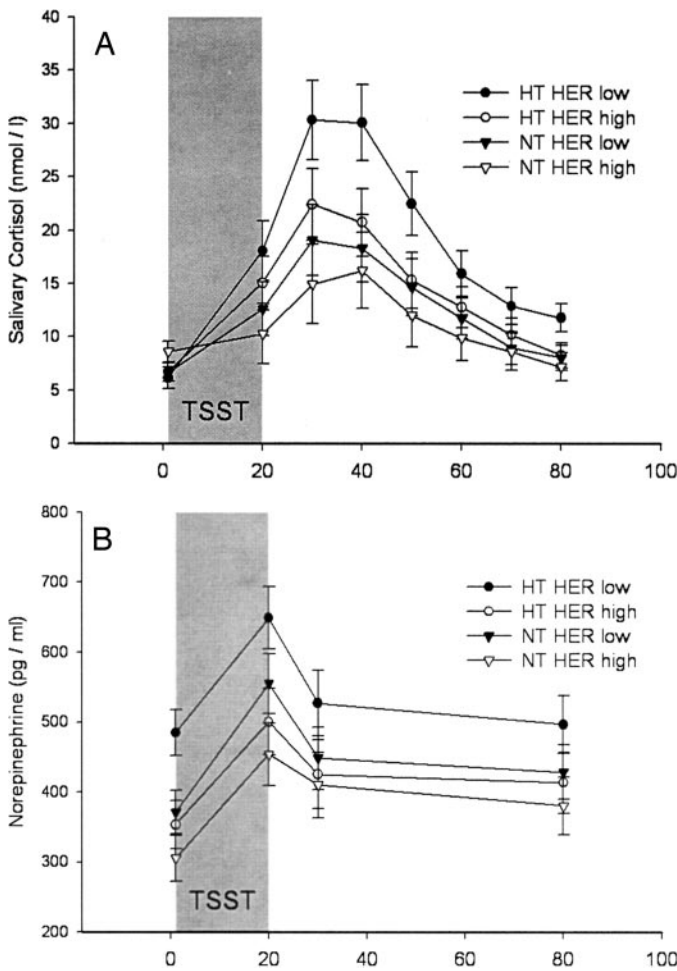 A
Salivary Cortisol (nmol / l)
40
35
30
25
20
15
10
5
0
HT HER low
HT HER high
NT HER low
NT HER high
TSST
0 20 40 60 80 100
B
Norepinephrine (pg / ml)
800
700
600
500
400
300
200
HT HER low
HT HER high
NT HER low
NT HER high
TSST
0 20 40 60 80 100